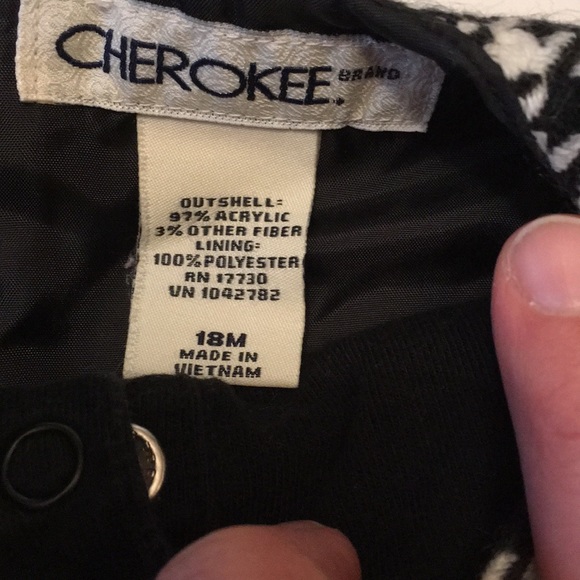 CHEROKEE BRAND
OUTSHELL:
97% ACRYLIC
3% OTHER FIBER
LINING:
100% POLYESTER
RN 17730
VN 1042782
18M
MADE IN
VIETNAM